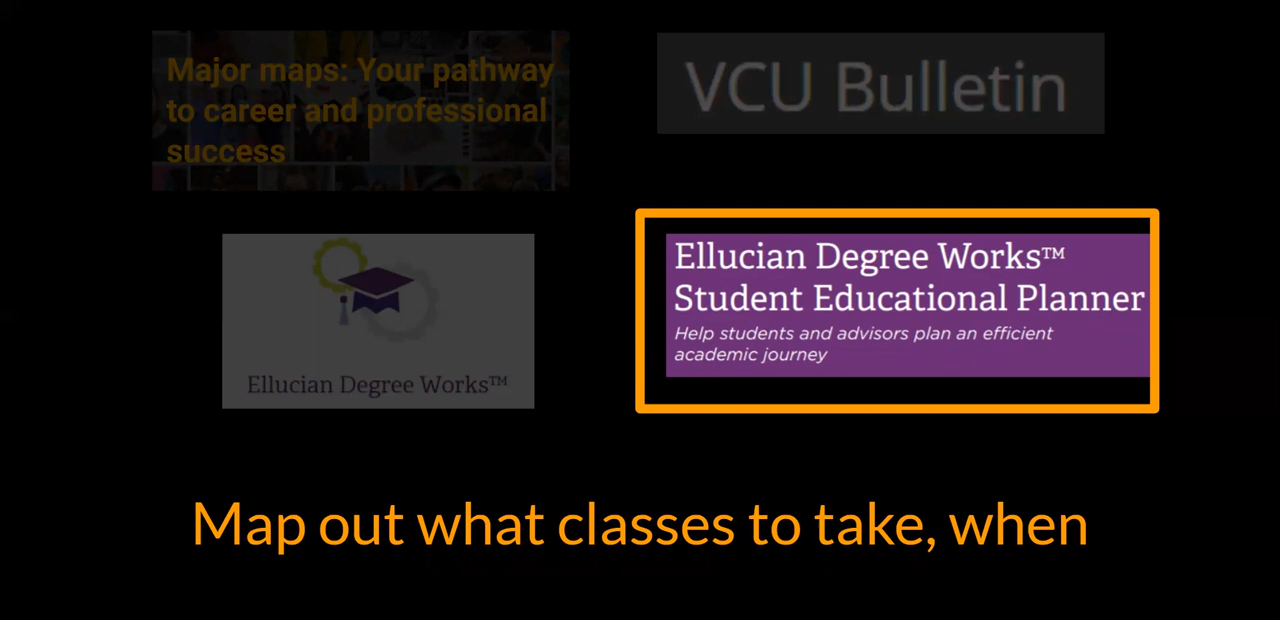 Major maps: Your pathway
to career and professional
success
VCU Bulletin
Ellucian Degree Works™
Ellucian Degree Works™
Student Educational Planner
Help students and advisors plan an efficient
academic journey
Map out what classes to take, when